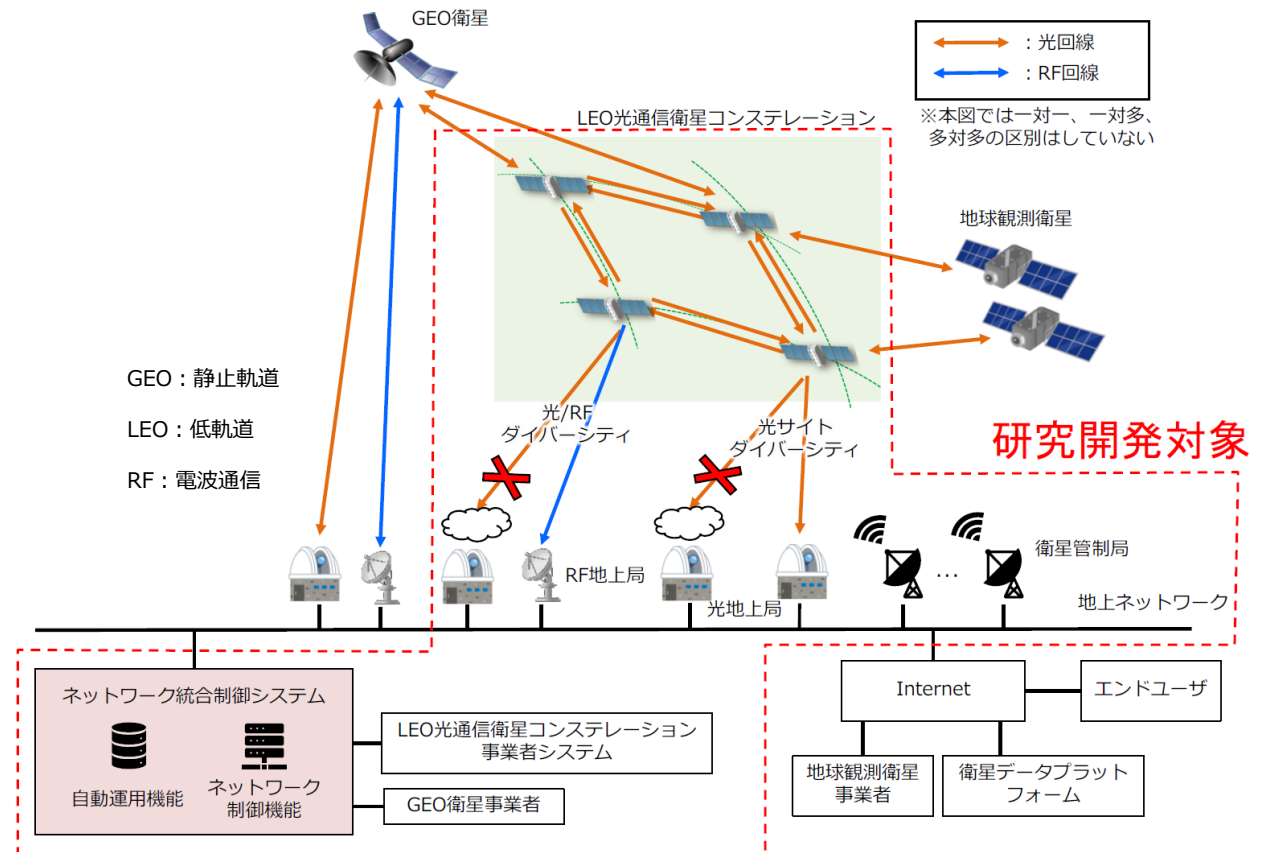 GEO衛星
：光回線
：RF回線
※本図では一対一、一対多、
多対多の区別はしていない
LEO光通信衛星コンステレーション
地球観測衛星
GEO：静止軌道
LEO：低軌道
RF：電波通信
光/RF
ダイバーシティ
光サイト
ダイバーシティ
研究開発対象
RF地上局
光地上局
…
衛星管制局
地上ネットワーク
ネットワーク統合制御システム
自動運用機能
ネットワーク
制御機能
LEO光通信衛星コンステレーション
事業者システム
GEO衛星事業者
Internet
エンドユーザ
地球観測衛星
事業者
衛星データプラット
フォーム